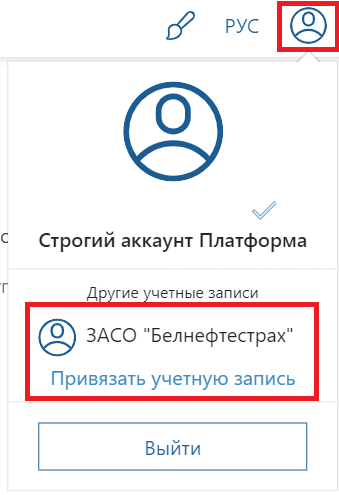 РУС
Строгий аккаунт Платформа
Другие учетные записи
ЗАСО "Белнефтестрах"
Привязать учетную запись
Выйти